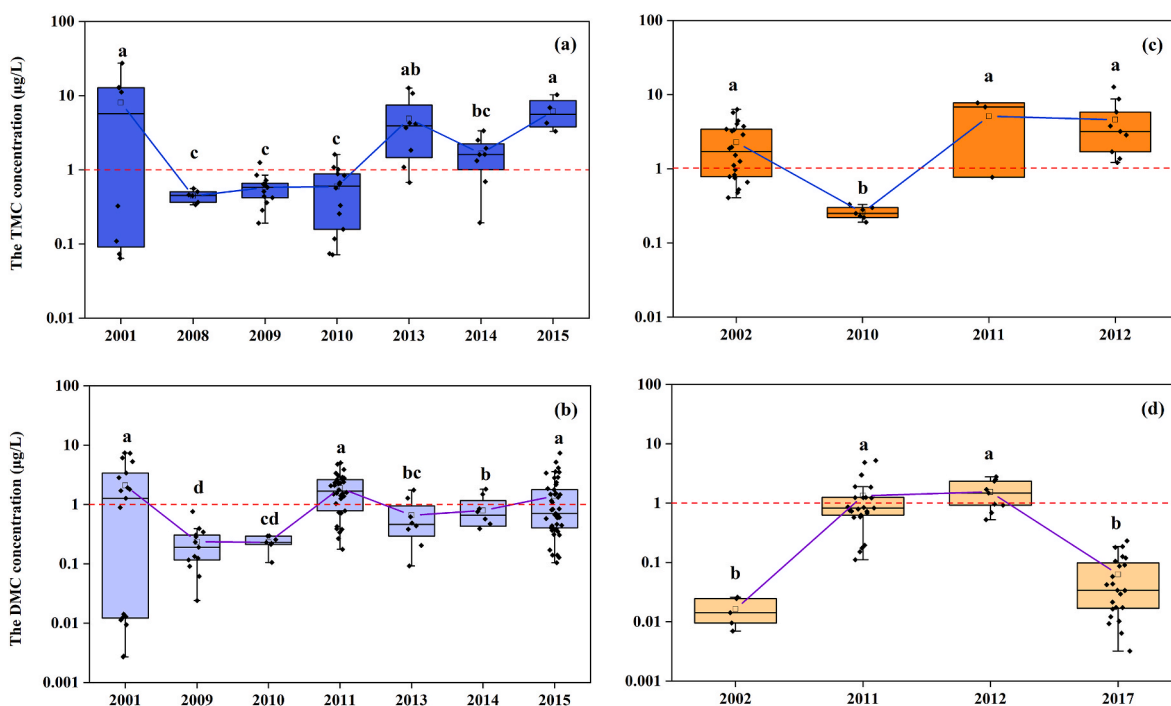 The TMC concentration (µg/L)
100
10
1
0.1
0.01
(a)
a
c
c
c
ab
bc
a
2001 2008 2009 2010 2013 2014 2015
100
10
1
0.1
0.01
(c)
a
b
a
a
2002 2010 2011 2012
The DMC concentration (µg/L)
100
10
1
0.1
0.01
0.001
(b)
a
d
cd
a
bc
b
a
2001 2009 2010 2011 2013 2014 2015
100
10
1
0.1
0.01
0.001
(d)
b
a
a
b
2002 2011 2012 2017